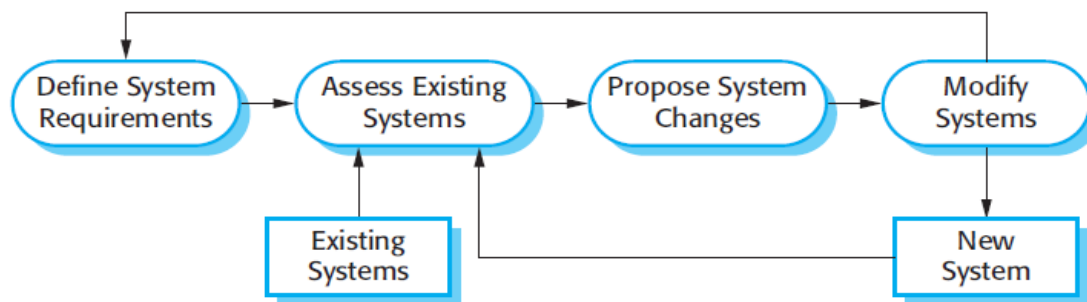 Define System
Requirements
Assess Existing
Systems
Propose System
Changes
Modify
Systems
Existing
Systems
New
System